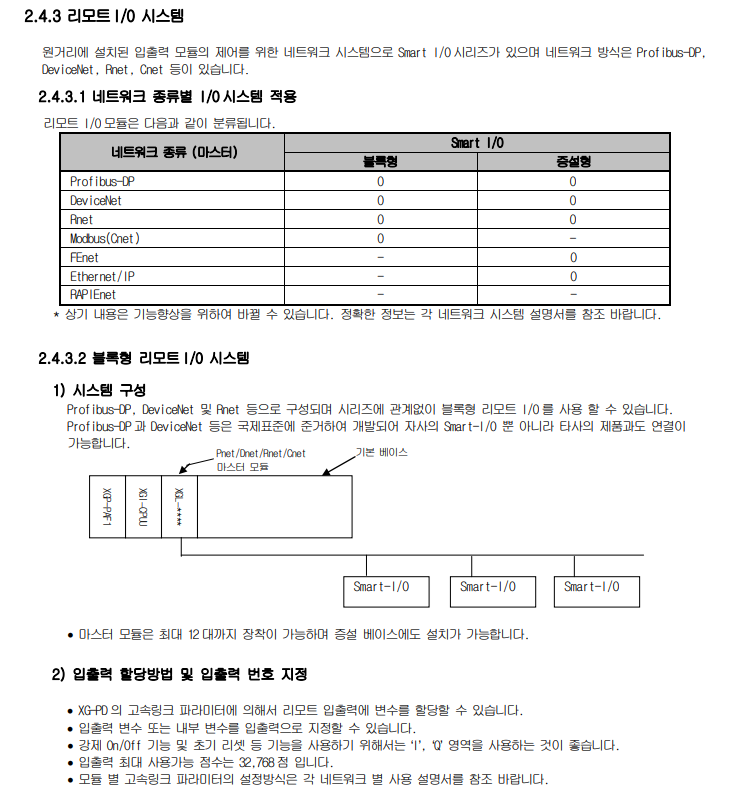 2.4.3 리모트 I/O 시스템
원거리에 설치된 입출력 모듈의 제어를 위한 네트워크 시스템으로 Smart I/O 시리즈가 있으며 네트워크 방식은 Profibus-DP,
DeviceNet, Rnet, Cnet 등이 있습니다.
2.4.3.1 네트워크 종류별 I/O 시스템 적용
리모트 I/O 모듈은 다음과 같이 분류됩니다.
네트워크 종류 (마스터) Smart I/O
블록형 증설형
Profibus-DP O O
DeviceNet O O
Rnet O O
Modbus(Cnet) O -
FEnet - O
Ethernet/IP - O
RAPIEnet - -
* 상기 내용은 기능향상을 위하여 바뀔 수 있습니다. 정확한 정보는 각 네트워크 시스템 설명서를 참조 바랍니다.
2.4.3.2 블록형 리모트 I/O 시스템
1) 시스템 구성
Profibus-DP, DeviceNet 및 Rnet 등으로 구성되며 시리즈에 관계없이 블록형 리모트 I/O를 사용 할 수 있습니다.
Profibus-DP과 DeviceNet 등은 국제표준에 준거하여 개발되어 자사의 Smart-I/O 뿐 아니라 타사의 제품과도 연결이
가능합니다.
Pnet/Dnet/Rnet/Cnet
마스터 모듈
기본 베이스
XGP-PAF1
XGI-CPUU
XGL-****
Smart-I/O Smart-I/O Smart-I/O
● 마스터 모듈은 최대 12대까지 장착이 가능하며 증설 베이스에도 설치가 가능합니다.
2) 입출력 할당방법 및 입출력 번호 지정
● XG-PD의 고속링크 파라미터에 의해서 리모트 입출력에 변수를 할당할 수 있습니다.
● 입출력 변수 또는 내부 변수를 입출력으로 지정할 수 있습니다.
● 강제 On/Off 기능 및 초기 리셋 등 기능을 사용하기 위해서는 ‘I’, ‘Q’ 영역을 사용하는 것이 좋습니다.
● 입출력 최대 사용가능 점수는 32,768점 입니다.
● 모듈 별 고속링크 파라미터의 설정방식은 각 네트워크 별 사용 설명서를 참조 바랍니다.